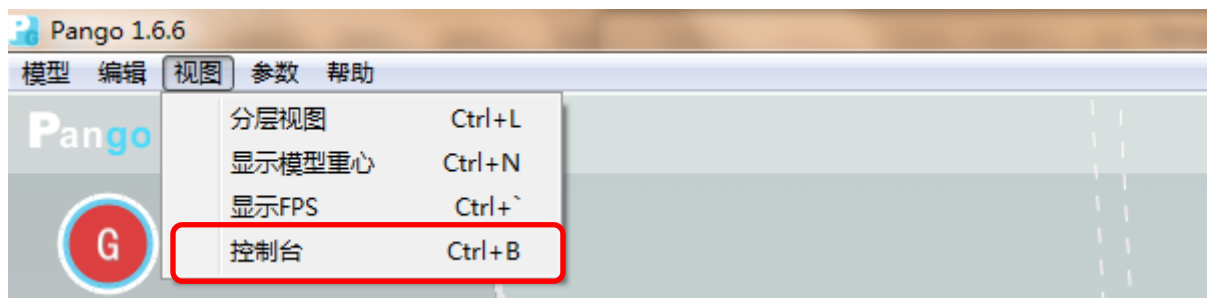 Pango 1.6.6
模型 编辑 视图 参数 帮助
Pango
分层视图 Ctrl+L
显示模型重心 Ctrl+N
显示FPS Ctrl+`
G
控制台 Ctrl+B